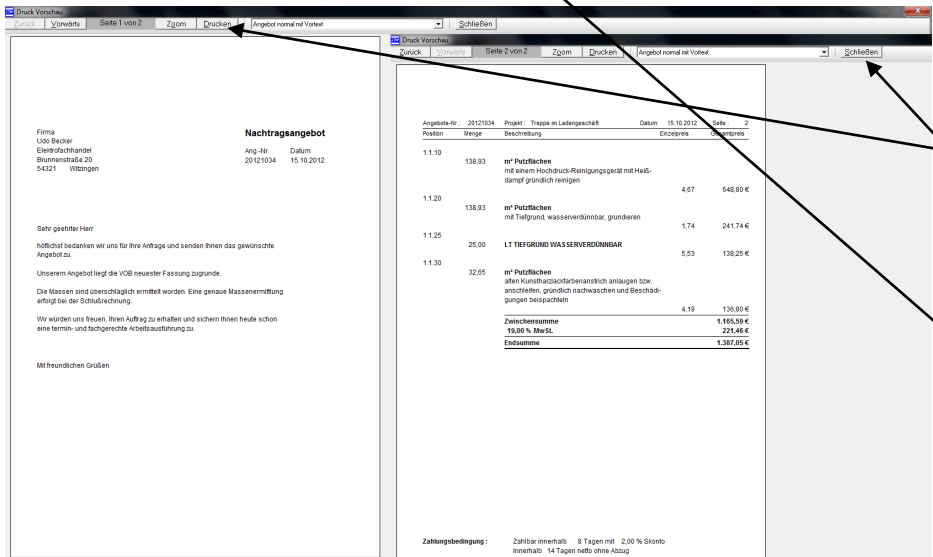 Druck Vorschau
Zurück Vorwärts Seite 1 von 2 Zoom Drucken Angebot normal mit Vortext Schließen
Firma
Udo Becker
Elektrofachhandel
Brunnenstraße 20
54321 Witzingen
Nachtragsangebot
Ang.-Nr. Datum
20121034 15.10.2012
Sehr geehrter Herr
höflichst bedanken wir uns für Ihre Anfrage und senden Ihnen das gewünschte
Angebot zu.
Unserem Angebot liegt die VOB neuester Fassung zugrunde.
Die Massen sind überschläglich ermittelt worden. Eine genaue Massenermittlung
erfolgt bei der Schlußrechnung.
Wir würden uns freuen, Ihren Auftrag zu erhalten und sichern Ihnen heute schon
eine termin- und fachgerechte Arbeitsausführung zu.
Mit freundlichen Grüßen
Druck Vorschau
Zurück Vorwärts Seite 2 von 2 Zoom Drucken Angebot normal mit Vortext Schließen
Angebots-Nr.: 20121034 Projekt : Treppe im Ladengeschäft Datum: 15.10.2012 Seite : 2
Position Menge Beschreibung Einzelpreis Gesamtpreis
1.1.10
138,93 m² Putzflächen
mit einem Hochdruck-Reinigungsgerät mit Heiß-
dampf gründlich reinigen
4,67 648,80 €
1.1.20
138,93 m² Putzflächen
mit Tiefgrund, wasserverdünnbar, grundieren
1,74 241,74 €
1.1.25
25,00 LT TIEFGRUND WASSERVERDÜNNBAR
5,53 138,25 €
1.1.30
32,65 m² Putzflächen
alten Kunstharzlackfarbenanstrich anlaugen bzw.
anschleifen, gründlich nachwaschen und Beschädi-
gungen beispachteln
4,19 136,80 €
Zwischensumme 1.165,59 €
19,00 % MwSt. 221,46 €
Endsumme 1.387,05 €
Zahlungsbedingung : Zahlbar innerhalb 8 Tagen mit 2,00 % Skonto
Innerhalb 14 Tagen netto ohne Abzug